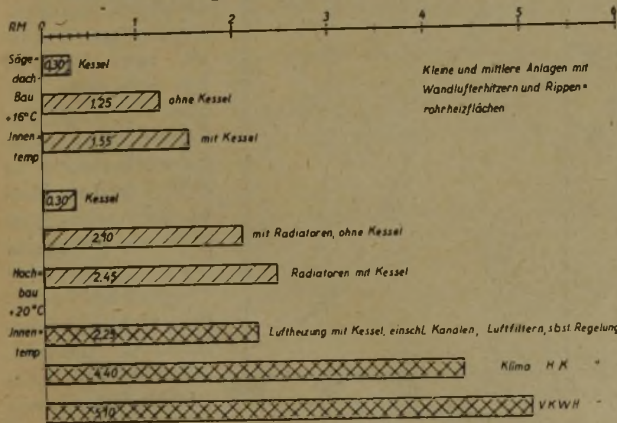 RM 0 1 2 3 4 5 6
Säge=
dach=
Bau
+16°C
Jnnen=
temp
0.30 Kessel
1.25 ohne Kessel
1.55 mit Kessel
Kleine und mittlere Anlagen mit
Wandlufterhitzern und Rippen=
rohrheizflächen
0.30 Kessel
2.10 mit Radiatoren, ohne Kessel
Hoch=
bau
+20°C
Jnnen=
temp
2.45 Radiatoren mit Kessel
2.25 Luftheizung mit Kessel, einschl. Kanälen, Luftfiltern, sbst. Regelung
4.40 Klima H K "
5.10 V K W H "